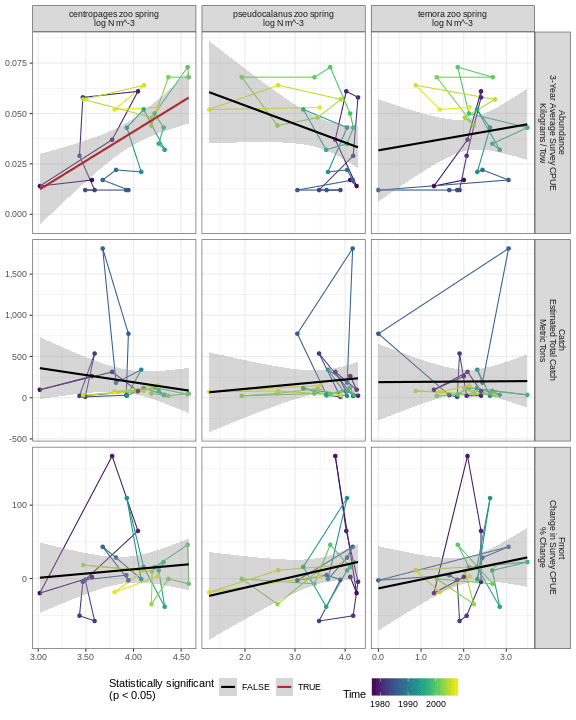 centropages zoo spring
log N m^-3
pseudocalanus zoo spring
log N m^-3
temora zoo spring
log N m^-3
0.075
0.050
0.025
0.000
Abundance
3-Year Average Survey CPUE
Kilograms / Tow
1,500
1,000
500
0
-500
Catch
Estimated Total Catch
Metric Tons
100
0
Fmort
Change in Survey CPUE
% Change
3.00
3.50
4.00
4.50
2.0
3.0
4.0
0.0
1.0
2.0
3.0
Statistically significant
(p < 0.05)
FALSE
TRUE
Time
1980
1990
2000